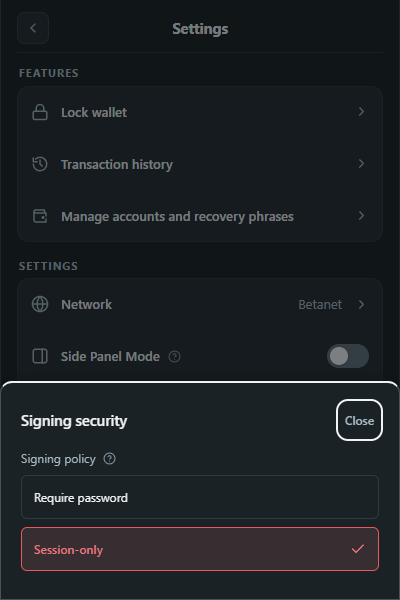 Settings
FEATURES
Lock wallet
Transaction history
Manage accounts and recovery phrases
SETTINGS
Network Betanet
Side Panel Mode ?
Signing security Close
Signing policy ?
Require password
Session-only